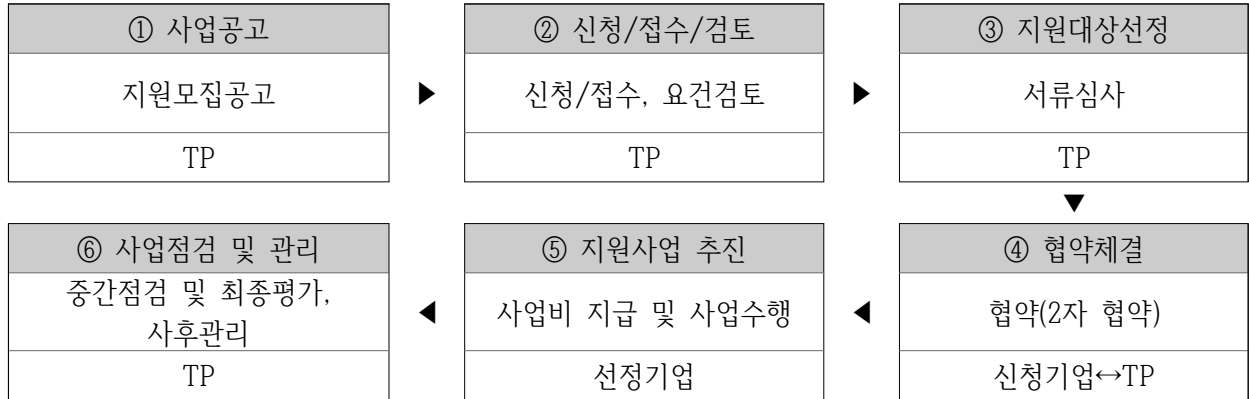 ① 사업공고
지원모집공고
TP
▶
② 신청/접수/검토
신청/접수, 요건검토
TP
▶
③ 지원대상선정
서류심사
TP
▼
④ 협약체결
협약(2자 협약)
신청기업↔TP
◀
⑤ 지원사업 추진
사업비 지급 및 사업수행
선정기업
◀
⑥ 사업점검 및 관리
중간점검 및 최종평가,
사후관리
TP